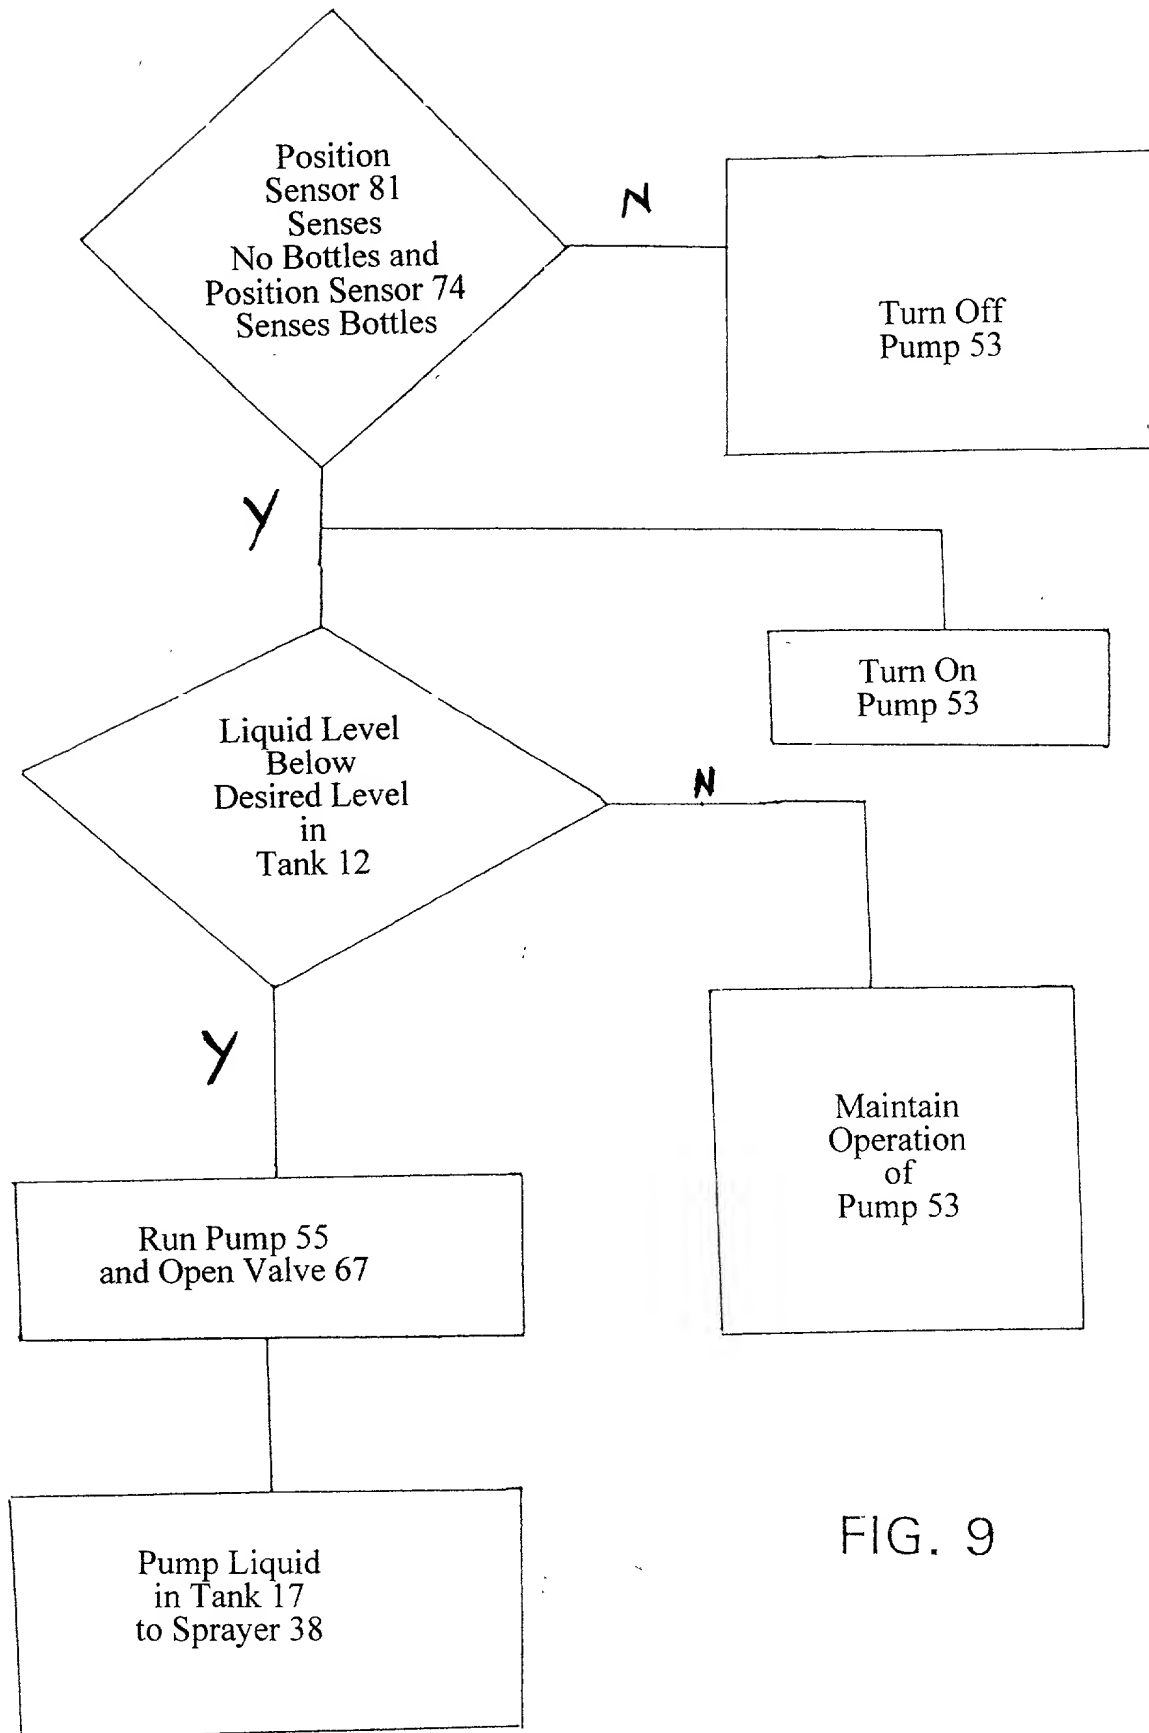 Position
Sensor 81
Senses
No Bottles and
Position Sensor 74
Senses Bottles
N
Turn Off
Pump 53
Y
Turn On
Pump 53
Liquid Level
Below
Desired Level
in
Tank 12
N
Y
Maintain
Operation
of
Pump 53
Run Pump 55
and Open Valve 67
Pump Liquid
in Tank 17
to Sprayer 38
FIG. 9